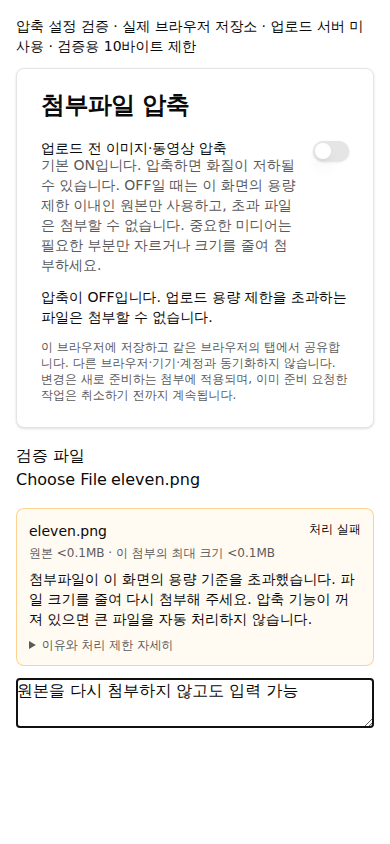 압축 설정 검증 · 실제 브라우저 저장소 · 업로드 서버 미
사용 · 검증용 10바이트 제한
첨부파일 압축
업로드 전 이미지·동영상 압축
기본 ON입니다. 압축하면 화질이 저하될
수 있습니다. OFF일 때는 이 화면의 용량
제한 이내인 원본만 사용하고, 초과 파일
은 첨부할 수 없습니다. 중요한 미디어는
필요한 부분만 자르거나 크기를 줄여 첨
부하세요.
압축이 OFF입니다. 업로드 용량 제한을 초과하는
파일은 첨부할 수 없습니다.
이 브라우저에 저장하고 같은 브라우저의 탭에서 공유합
니다. 다른 브라우저·기기·계정과 동기화하지 않습니다.
변경은 새로 준비하는 첨부에 적용되며, 이미 준비 요청한
작업은 취소하기 전까지 계속됩니다.
검증 파일
Choose File eleven.png
eleven.png 처리 실패
원본 <0.1MB · 이 첨부의 최대 크기 <0.1MB
첨부파일이 이 화면의 용량 기준을 초과했습니다. 파
일 크기를 줄여 다시 첨부해 주세요. 압축 기능이 꺼
져 있으면 큰 파일을 자동 처리하지 않습니다.
▶ 이유와 처리 제한 자세히
원본을 다시 첨부하지 않고도 입력 가능